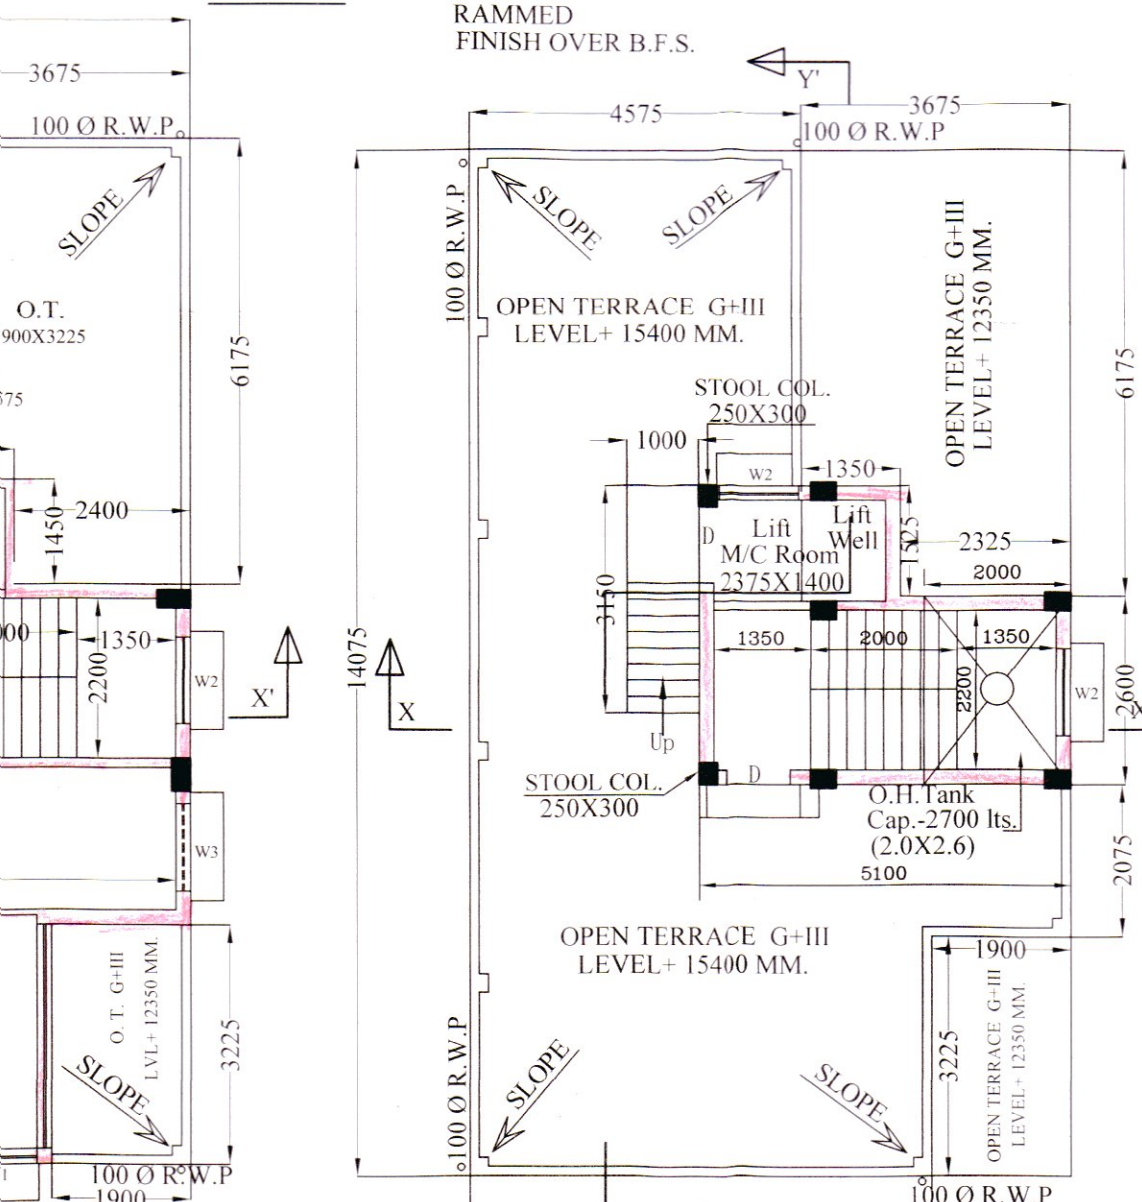 RAMMED
FINISH OVER B.F.S.
3675
100 Ø R.W.P
SLOPE
O.T.
900X3225
6175
2400
1450
1350
2200
W2
X'
W3
O. T. G+III
LVL+ 12350 MM.
SLOPE
3225
100 Ø R.W.P
1900
Y'
4575
3675
100 Ø R.W.P
100 Ø R.W.P
SLOPE
SLOPE
OPEN TERRACE G+III
LEVEL+ 15400 MM.
OPEN TERRACE G+III
LEVEL+ 12350 MM.
6175
STOOL COL.
250X300
1000
W2
1350
D
Lift
M/C Room
2375X1400
Lift
Well
1525
2325
2000
3150
14075
1350
2000
1350
2200
W2
2600
X
X
Up
STOOL COL.
250X300
D
O.H.Tank
Cap.-2700 lts.
(2.0X2.6)
2075
5100
OPEN TERRACE G+III
LEVEL+ 15400 MM.
1900
100 Ø R.W.P
SLOPE
SLOPE
3225
OPEN TERRACE G+III
LEVEL+ 12350 MM.
100 Ø R.W.P